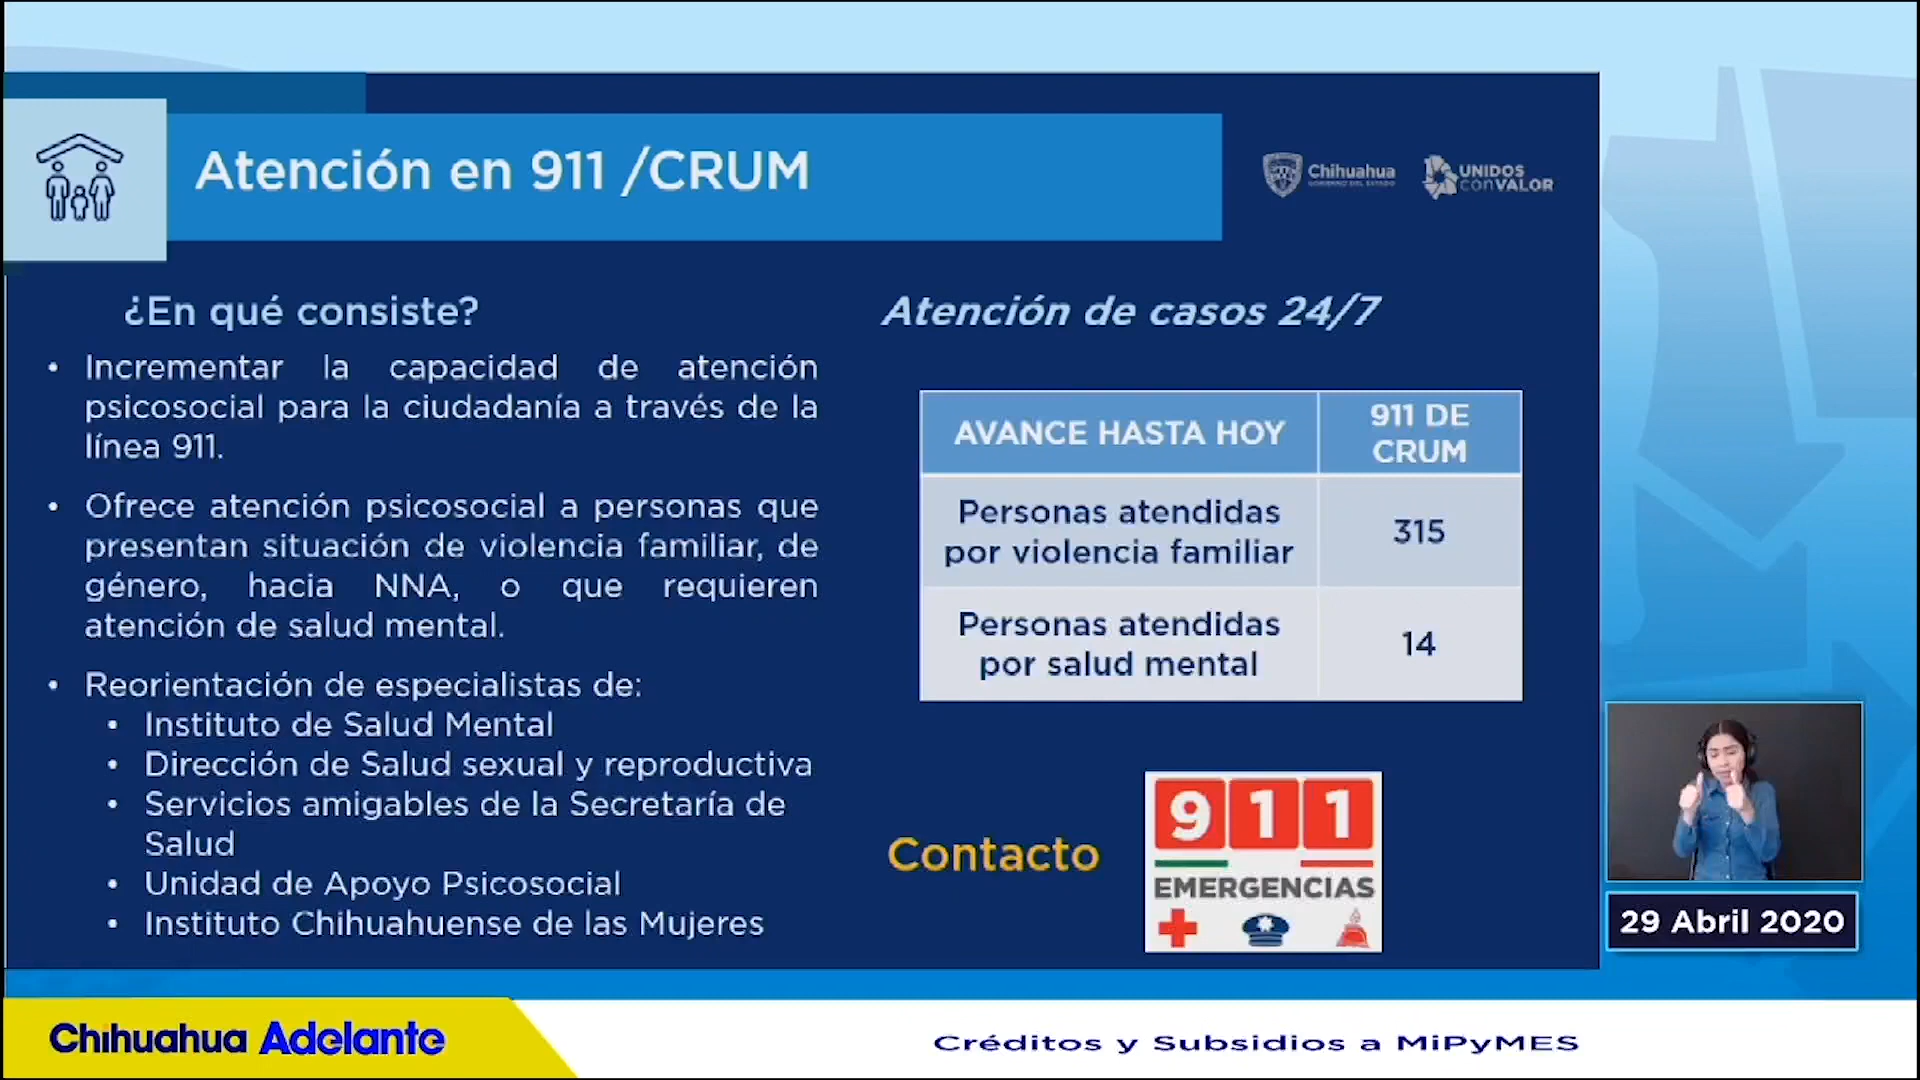 Atención en 911 /CRUM
Chihuahua
GOBIERNO DEL ESTADO
UNIDOS
conVALOR
¿En qué consiste?
• Incrementar la capacidad de atención
psicosocial para la ciudadanía a través de la
línea 911.
• Ofrece atención psicosocial a personas que
presentan situación de violencia familiar, de
género, hacia NNA, o que requieren
atención de salud mental.
• Reorientación de especialistas de:
• Instituto de Salud Mental
• Dirección de Salud sexual y reproductiva
• Servicios amigables de la Secretaría de
Salud
• Unidad de Apoyo Psicosocial
• Instituto Chihuahuense de las Mujeres
Atención de casos 24/7
AVANCE HASTA HOY
911 DE
CRUM
Personas atendidas
por violencia familiar
315
Personas atendidas
por salud mental
14
Contacto
911
EMERGENCIAS
29 Abril 2020
Chihuahua Adelante
Créditos y Subsidios a MiPyMES